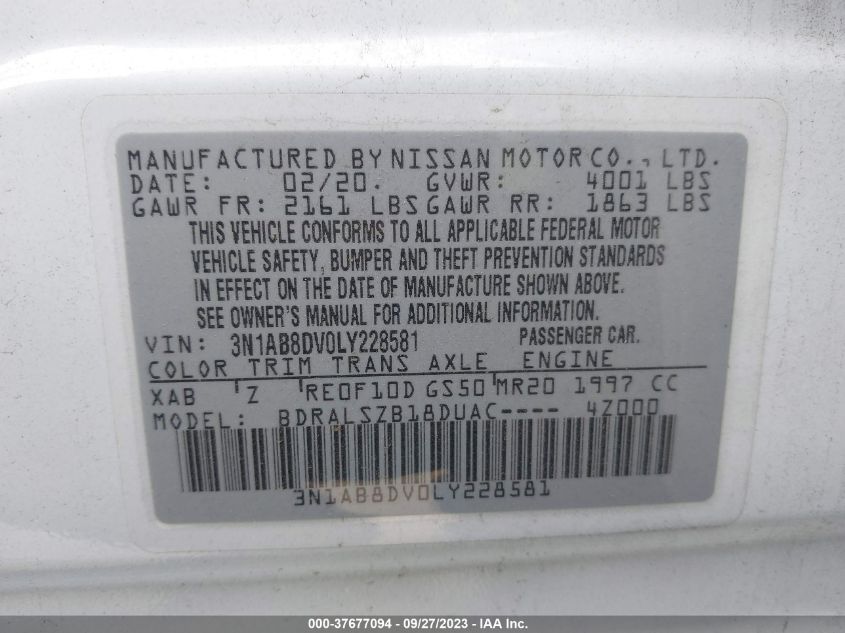 MANUFACTURED BY NISSAN MOTOR CO., LTD.
DATE: 02/20. GVWR: 4001 LBS
GAWR FR: 2161 LBS GAWR RR: 1863 LBS
THIS VEHICLE CONFORMS TO ALL APPLICABLE FEDERAL MOTOR
VEHICLE SAFETY, BUMPER AND THEFT PREVENTION STANDARDS
IN EFFECT ON THE DATE OF MANUFACTURE SHOWN ABOVE.
SEE OWNER'S MANUAL FOR ADDITIONAL INFORMATION.
VIN: 3N1AB8DV0LY228581 PASSENGER CAR.
COLOR TRIM TRANS AXLE ENGINE
XAB Z RE0F10D GS50 MR20 1997 CC
MODEL: BDRALSZB18DUAC---- 4Z000
3N1AB8DV0LY228581
000-37677094 - 09/27/2023 - IAA Inc.